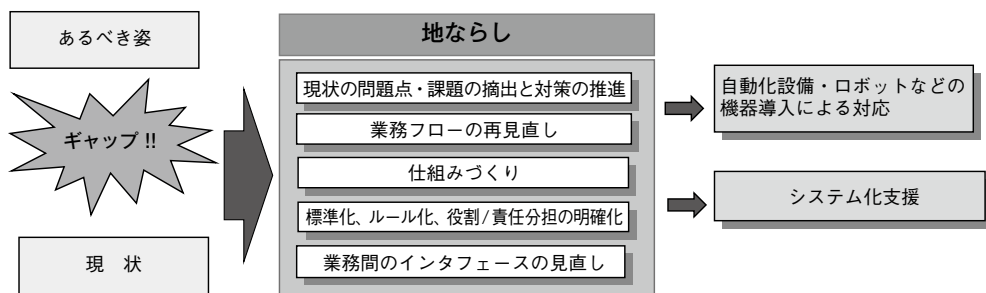 あるべき姿
ギャップ!!
現 状
地ならし
現状の問題点・課題の摘出と対策の推進
業務フローの再見直し
仕組みづくり
標準化、ルール化、役割/責任分担の明確化
業務間のインタフェースの見直し
自動化設備・ロボットなどの
機器導入による対応
システム化支援